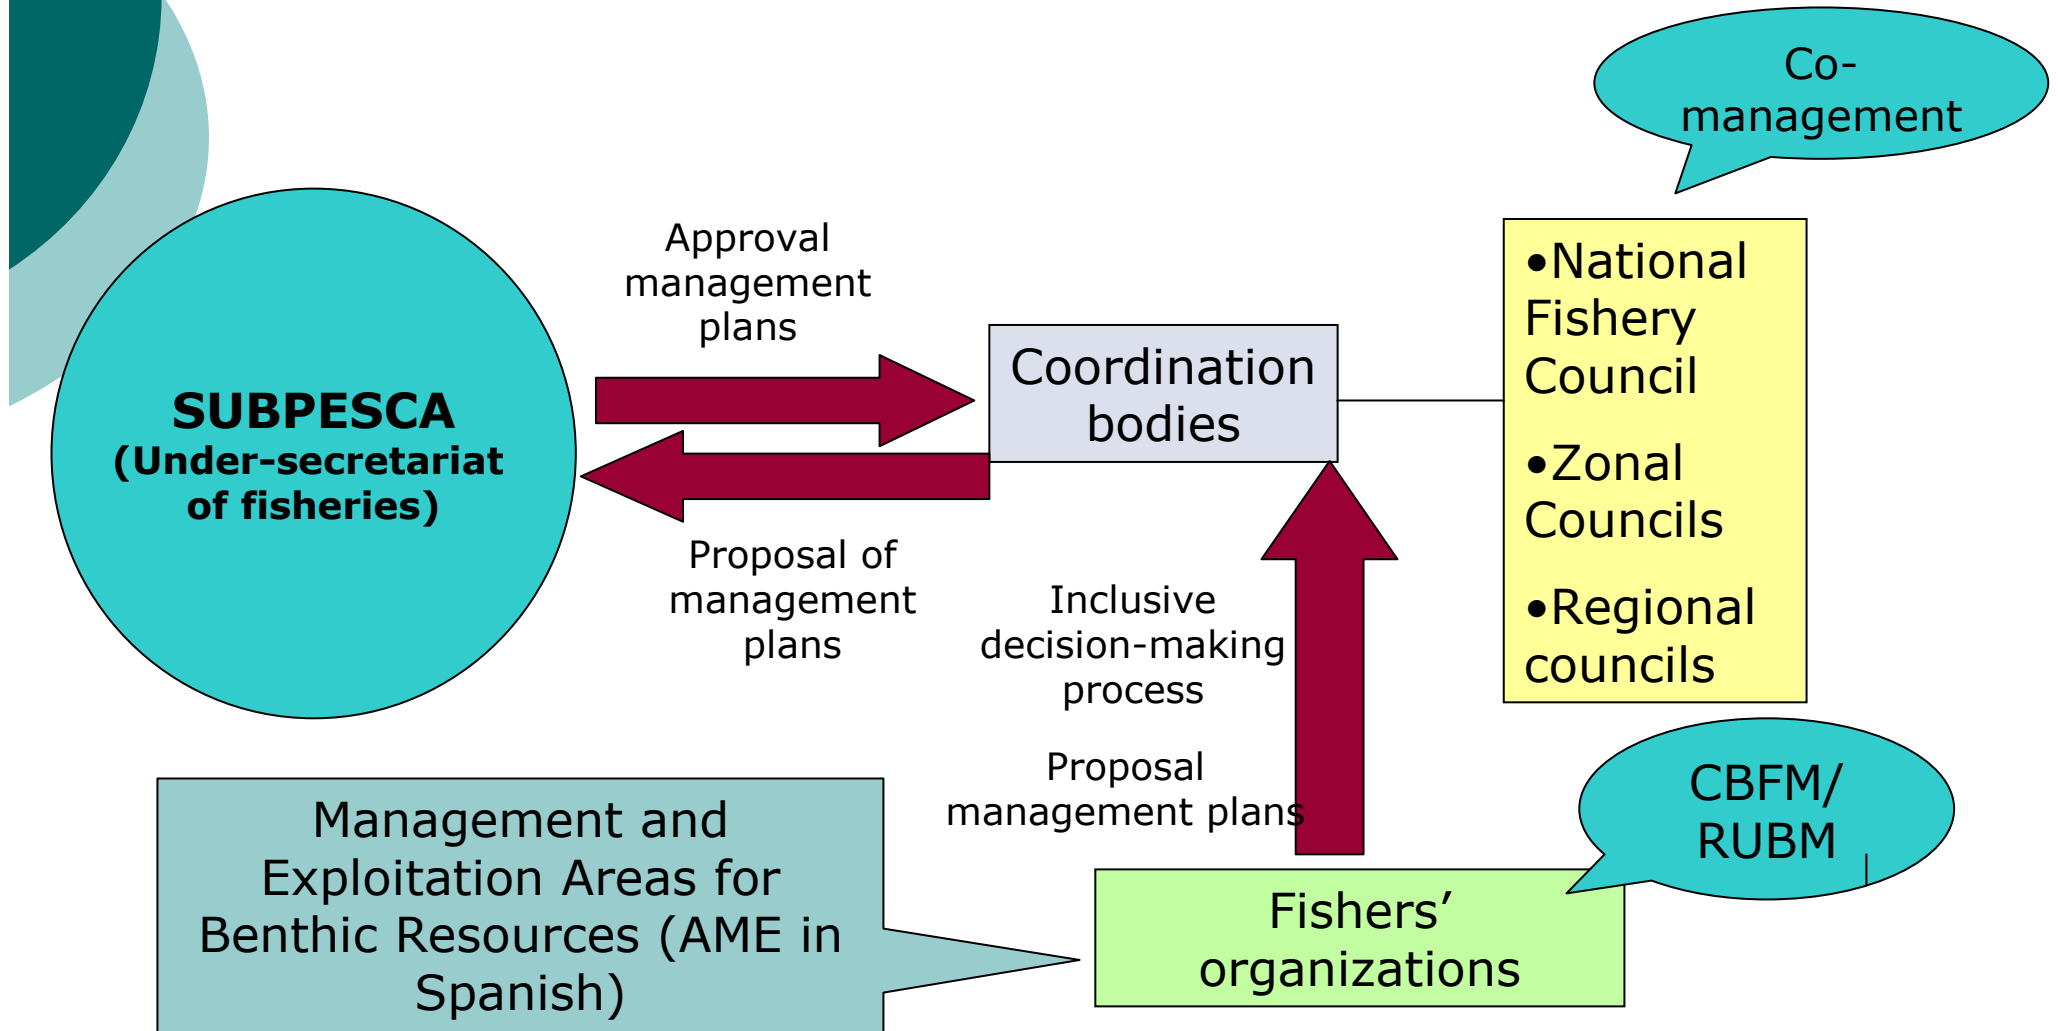 Co-
management
Approval
management
plans
•National
Fishery
Council
•Zonal
Councils
•Regional
councils
Coordination
bodies
SUBPESCA
(Under-secretariat
of fisheries)
Proposal of
management
plans
Inclusive
decision-making
process
Proposal
management plans
CBFM/
RUBM
Management and
Exploitation Areas for
Benthic Resources (AME in
Spanish)
Fishers’
organizations